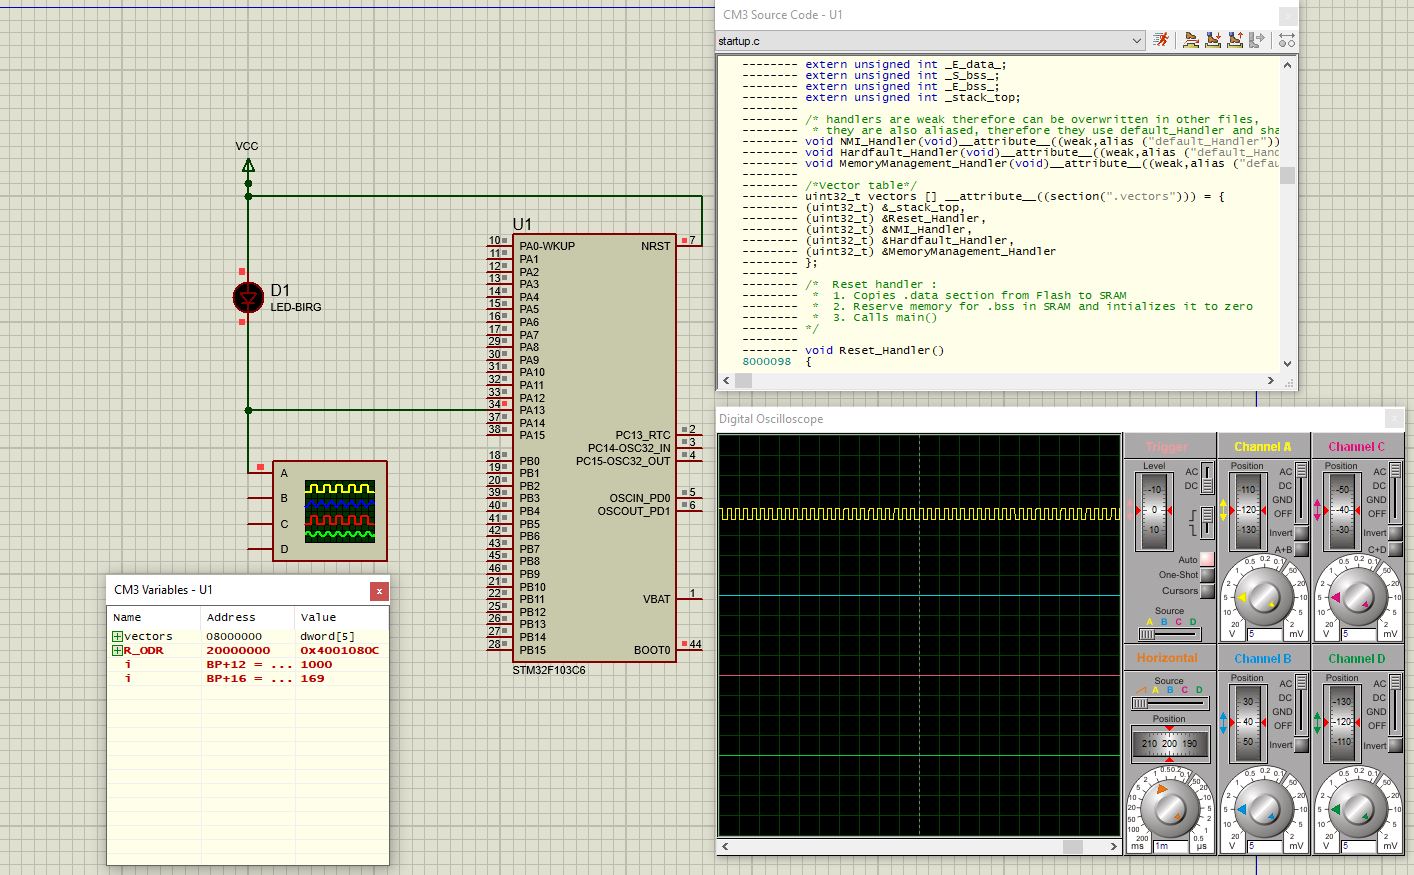 CM3 Source Code - U1
startup.c
-------- extern unsigned int _E_data_;
-------- extern unsigned int _S_bss_;
-------- extern unsigned int _E_bss_;
-------- extern unsigned int _stack_top;
--------
-------- /* handlers are weak therefore can be overwritten in other files,
-------- * they are also aliased, therefore they use default_Handler and sha
-------- void NMI_Handler(void)__attribute__((weak,alias ("default_Handler"))
-------- void Hardfault_Handler(void)__attribute__((weak,alias ("default_Hand
-------- void MemoryManagement_Handler(void)__attribute__((weak,alias ("defau
--------
-------- /*Vector table*/
-------- uint32_t vectors [] __attribute__((section(".vectors"))) = {
-------- (uint32_t) &_stack_top,
-------- (uint32_t) &Reset_Handler,
-------- (uint32_t) &NMI_Handler,
-------- (uint32_t) &Hardfault_Handler,
-------- (uint32_t) &MemoryManagement_Handler
-------- };
--------
-------- /* Reset handler :
-------- * 1. Copies .data section from Flash to SRAM
-------- * 2. Reserve memory for .bss in SRAM and intializes it to zero
-------- * 3. Calls main()
-------- */
--------
-------- void Reset_Handler()
8000098 {
VCC
D1
LED-BIRG
A
B
C
D
U1
10 PA0-WKUP NRST 7
11 PA1
12 PA2
13 PA3
14 PA4
15 PA5
16 PA6
17 PA7
29 PA8
30 PA9
31 PA10
32 PA11
33 PA12
34 PA13
37 PA14
38 PA15
PC13_RTC 2
PC14-OSC32_IN 3
PC15-OSC32_OUT 4
18 PB0
19 PB1
20 PB2
39 PB3
40 PB4
41 PB5
42 PB6
43 PB7
45 PB8
46 PB9
21 PB10
22 PB11
25 PB12
26 PB13
27 PB14
28 PB15
OSCIN_PD0 5
OSCOUT_PD1 6
VBAT 1
BOOT0 44
STM32F103C6
CM3 Variables - U1
x
Name Address Value
vectors 08000000 dword[5]
R_ODR 20000000 0x4001080C
i BP+12 = ... 1000
i BP+16 = ... 169
Digital Oscilloscope
Trigger
Level
-10
0
10
AC
DC
Auto
One-Shot
Cursors
Source
A B C D
Channel A
Position
110
-120
-130
AC
DC
GND
OFF
Invert
A+B
5
V 5 mV
Channel C
Position
-50
-40
-30
AC
DC
GND
OFF
Invert
C+D
5
V 5 mV
Horizontal
Source
A B C D
Position
210 200 190
ms 1m µs
Channel B
Position
30
40
50
AC
DC
GND
OFF
Invert
V 5 mV
Channel D
Position
-130
-120
-110
AC
DC
GND
OFF
Invert
V 5 mV